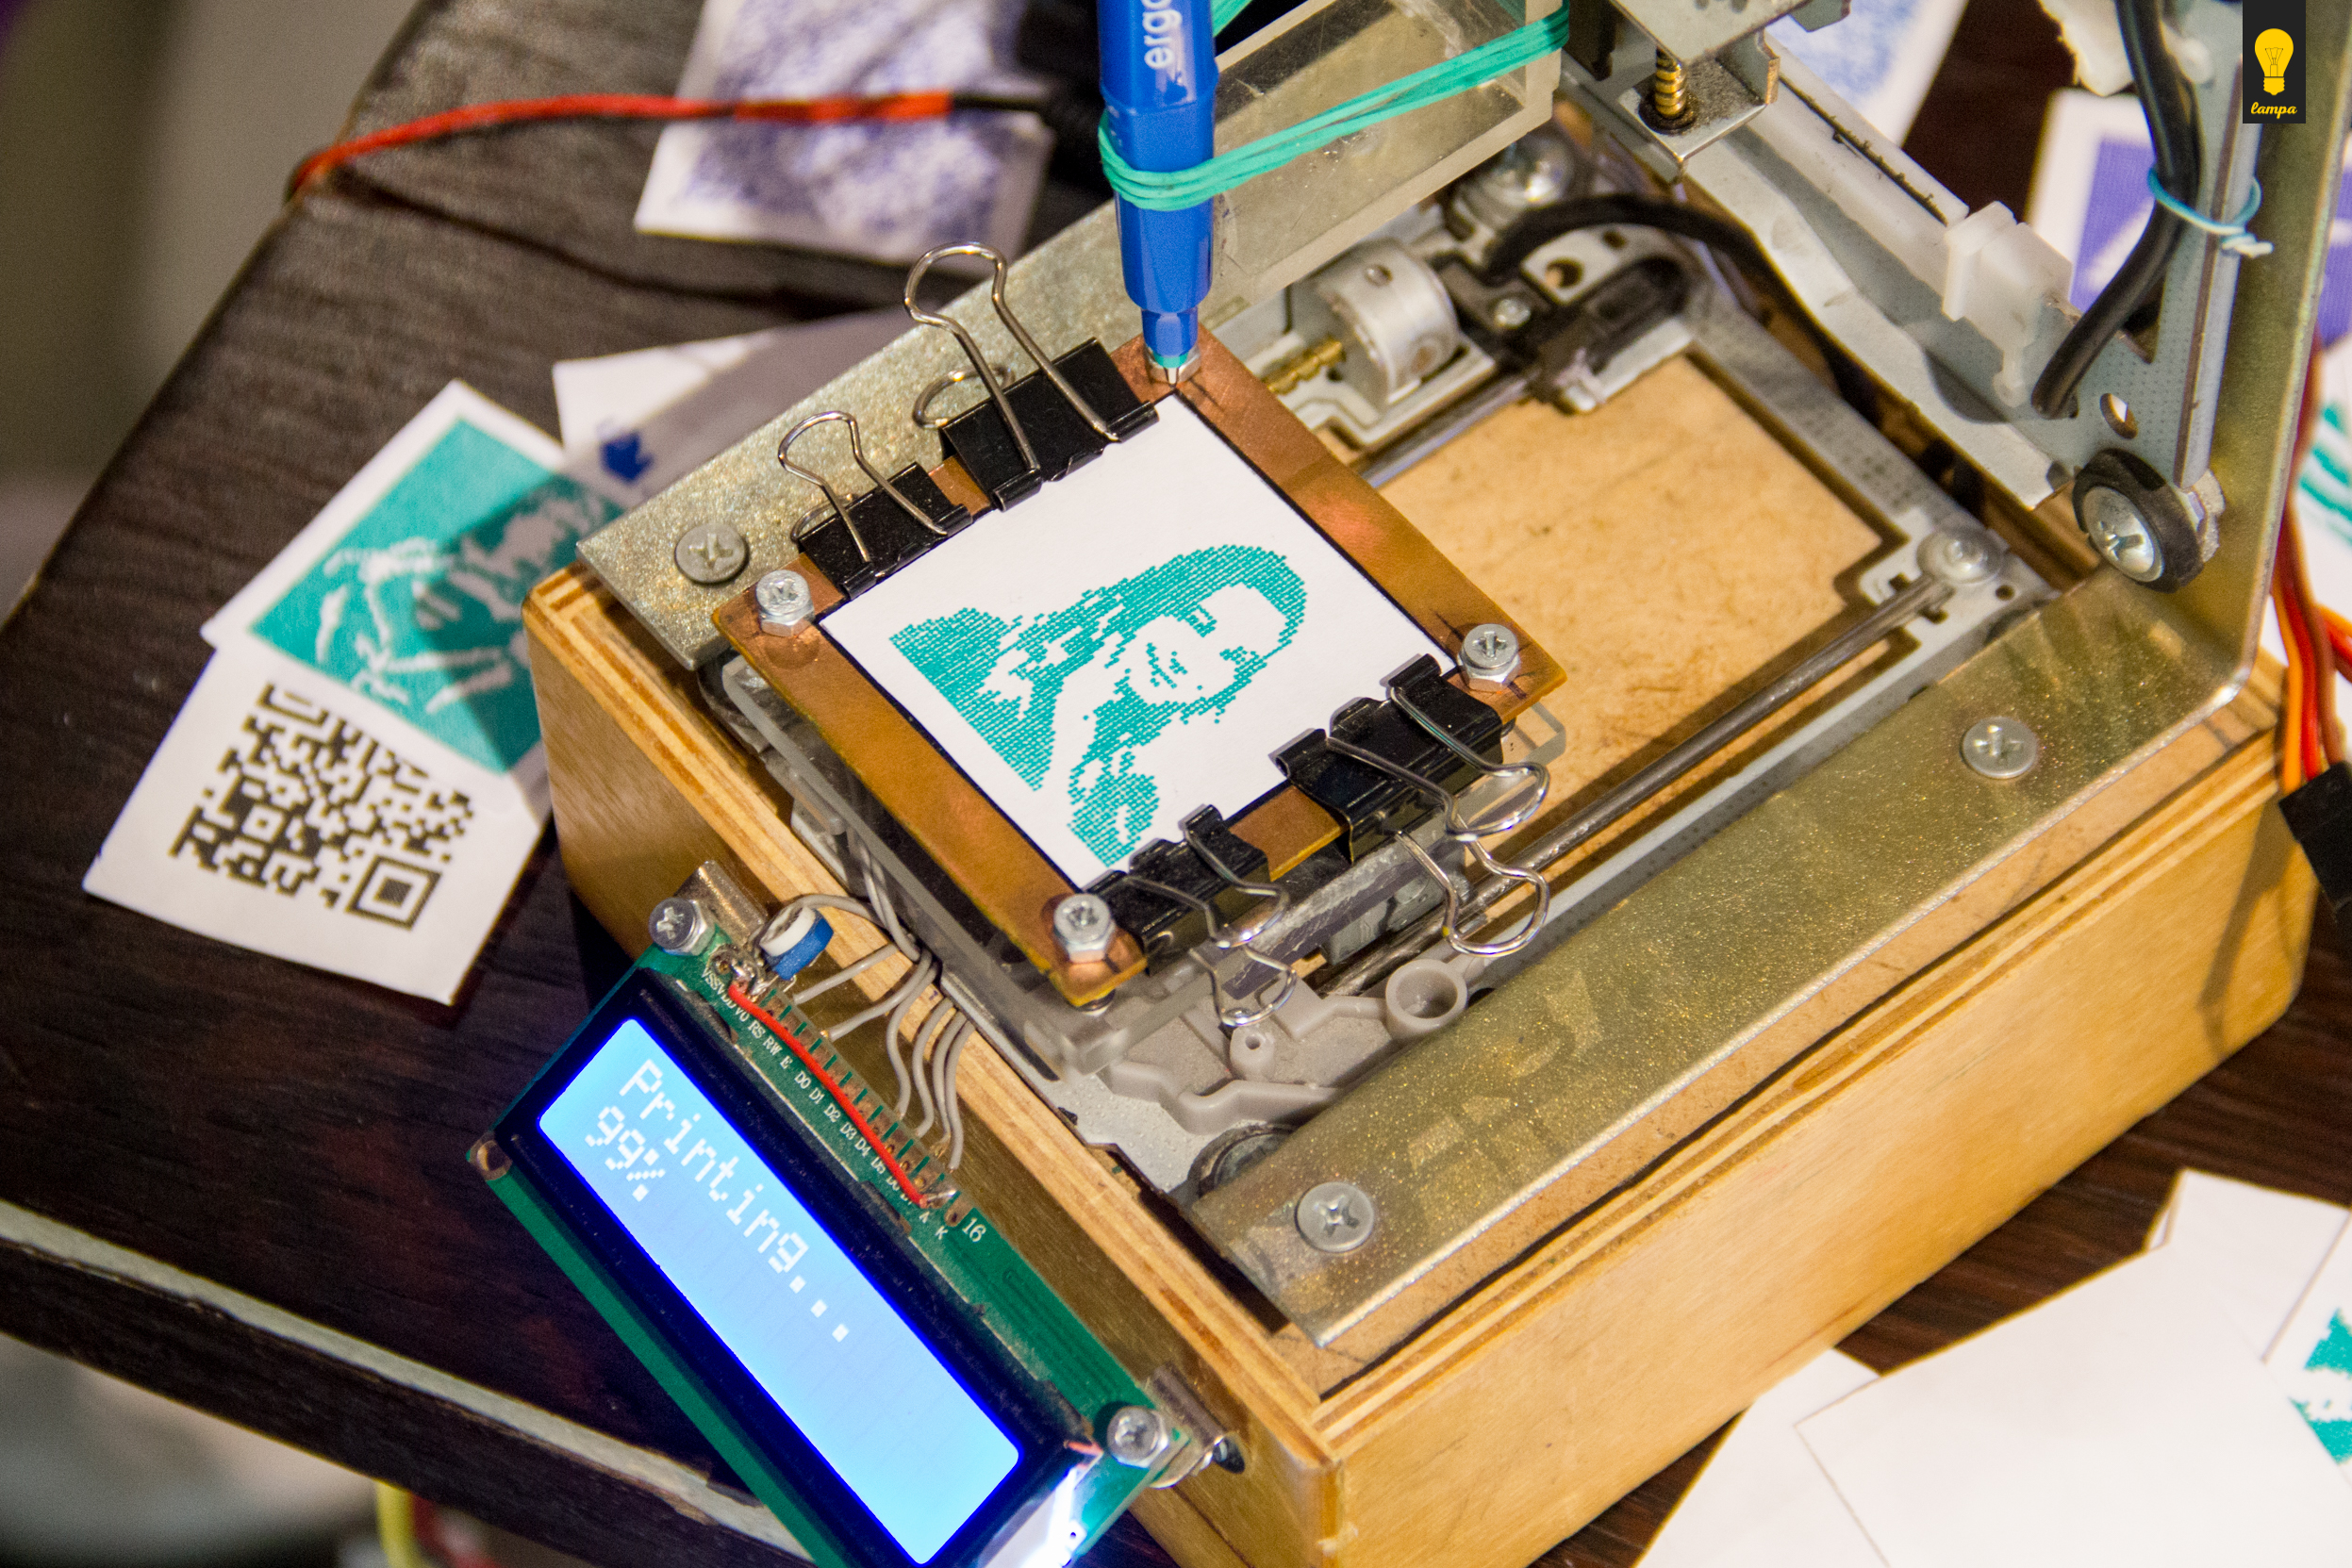 ergo
lampa
VSS VDD V0 RS RW E D0 D1 D2 D3 D4 D5
A K
16
Printing...
99%